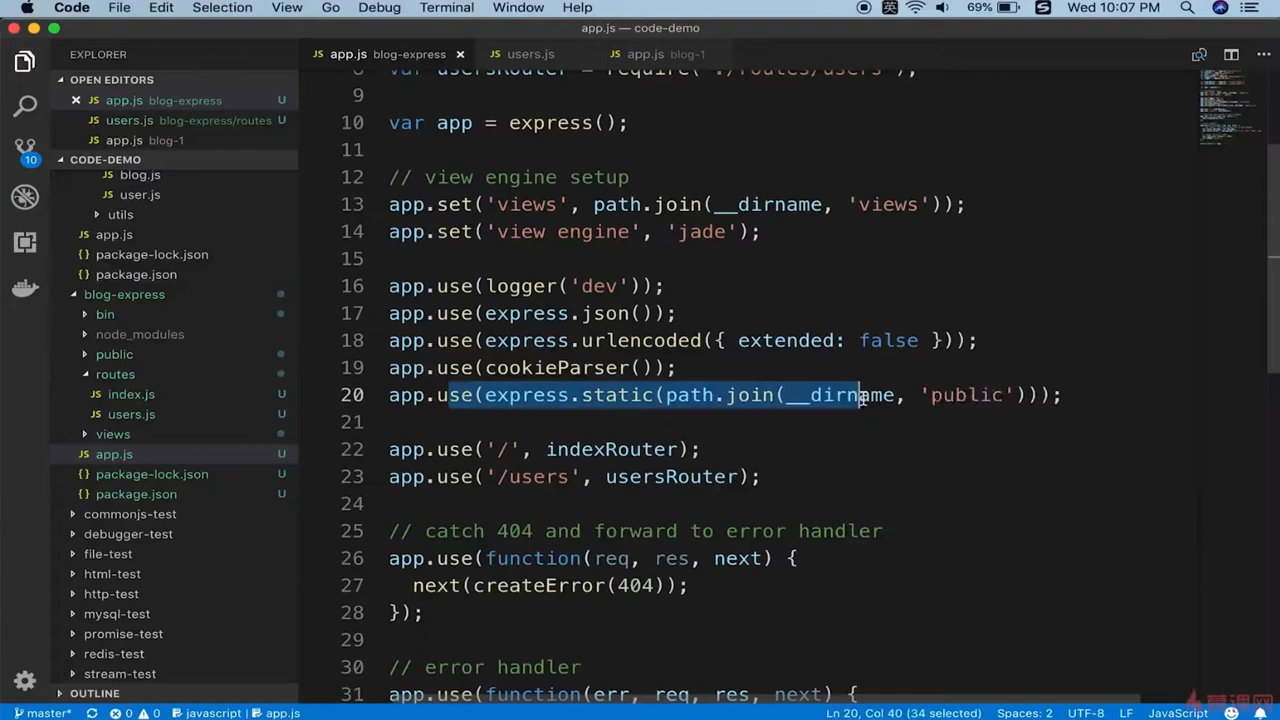 Code File Edit Selection View Go Debug Terminal Window Help 英 69% S Wed 10:07 PM
app.js — code-demo
EXPLORER
OPEN EDITORS
app.js blog-express U
users.js blog-express/routes U
app.js blog-1
CODE-DEMO
10
blog.js
user.js
utils
app.js
package-lock.json
package.json
blog-express
bin
node_modules
public
routes
index.js U
users.js U
views
app.js U
package-lock.json U
package.json U
commonjs-test
debugger-test
file-test
html-test
http-test
mysql-test
promise-test
redis-test
stream-test
OUTLINE
app.js blog-express users.js app.js blog-1
8 var usersRouter = require('./routes/users');
9
10 var app = express();
11
12 // view engine setup
13 app.set('views', path.join(__dirname, 'views'));
14 app.set('view engine', 'jade');
15
16 app.use(logger('dev'));
17 app.use(express.json());
18 app.use(express.urlencoded({ extended: false }));
19 app.use(cookieParser());
20 app.use(express.static(path.join(__dirname, 'public')));
21
22 app.use('/', indexRouter);
23 app.use('/users', usersRouter);
24
25 // catch 404 and forward to error handler
26 app.use(function(req, res, next) {
27 next(createError(404));
28 });
29
30 // error handler
31 app.use(function(err, req, res, next) {
master* 0 0 javascript | app.js Ln 20, Col 40 (34 selected) Spaces: 2 UTF-8 LF JavaScript